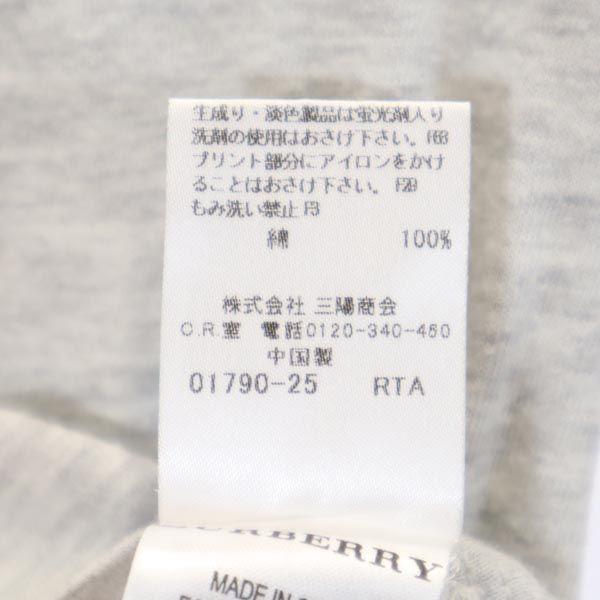 生成り・淡色製品は蛍光剤入り
洗剤の使用はおさけ下さい。F63
プリント部分にアイロンをかけ
ることはおさけ下さい。F29
もみ洗い禁止 F3
綿 100%
株式会社 三陽商会
C.R.室 電話0120-340-460
中国製
01790-25 RTA
BURBERRY
MADE IN